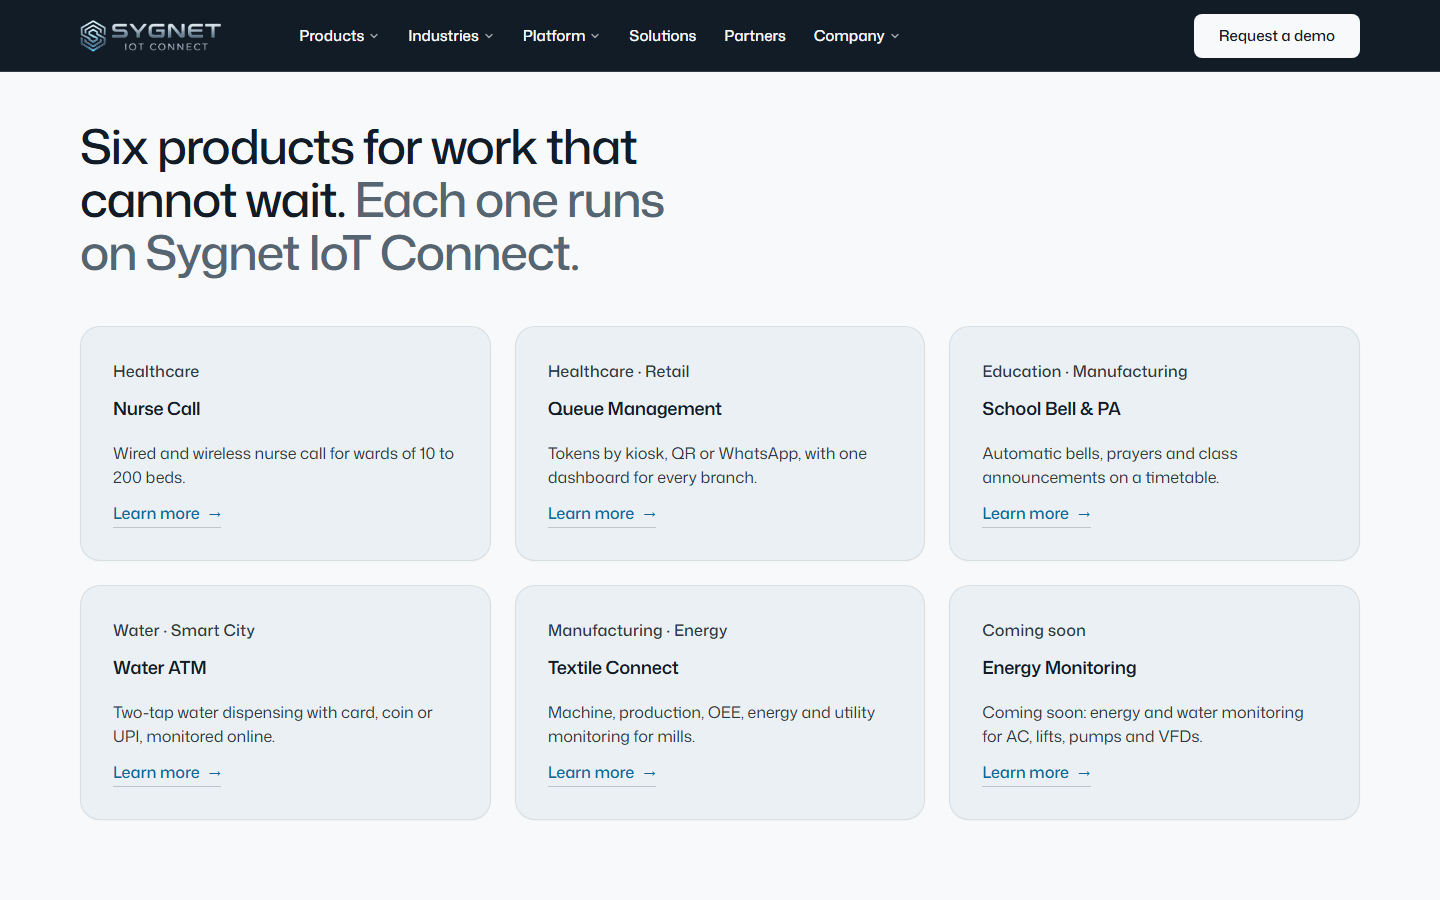 SYGNET
IOT CONNECT
Products
Industries
Platform
Solutions
Partners
Company
Request a demo
Six products for work that
cannot wait. Each one runs
on Sygnet IoT Connect.
Healthcare
Nurse Call
Wired and wireless nurse call for wards of 10 to
200 beds.
Learn more →
Healthcare · Retail
Queue Management
Tokens by kiosk, QR or WhatsApp, with one
dashboard for every branch.
Learn more →
Education · Manufacturing
School Bell & PA
Automatic bells, prayers and class
announcements on a timetable.
Learn more →
Water · Smart City
Water ATM
Two-tap water dispensing with card, coin or
UPI, monitored online.
Learn more →
Manufacturing · Energy
Textile Connect
Machine, production, OEE, energy and utility
monitoring for mills.
Learn more →
Coming soon
Energy Monitoring
Coming soon: energy and water monitoring
for AC, lifts, pumps and VFDs.
Learn more →